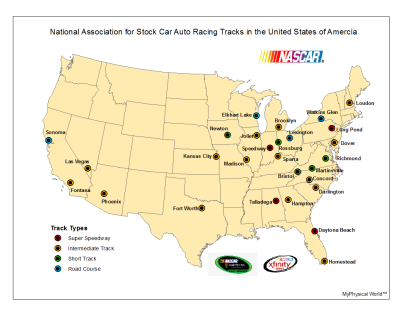 National Association for Stock Car Auto Racing Tracks in the United States of Amercia
NASCAR
Loudon
Watkins Glen
Elkhart Lake
Brooklyn
Long Pond
Newton
Joliet
Lexington
Dover
Sonoma
Speedway
Rossburg
Richmond
Kansas City
Madison
Sparta
Martinsville
Las Vegas
Bristol
Concord
Fontana
Darlington
Phoenix
Talladega
Hampton
Fort Worth
Daytona Beach
Track Types
Super Speedway
Intermediate Track
Short Track
Road Course
Homestead
NASCAR
xfinity
MyPhysical World™